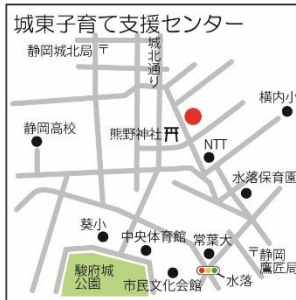 城東子育て支援センター
静岡城北局
〒
城北通り
横内小
静岡高校
熊野神社
NTT
水落保育園
葵小
中央体育館
常葉大
〒静岡
鷹匠局
駿府城
公園
市民文化会館
水落